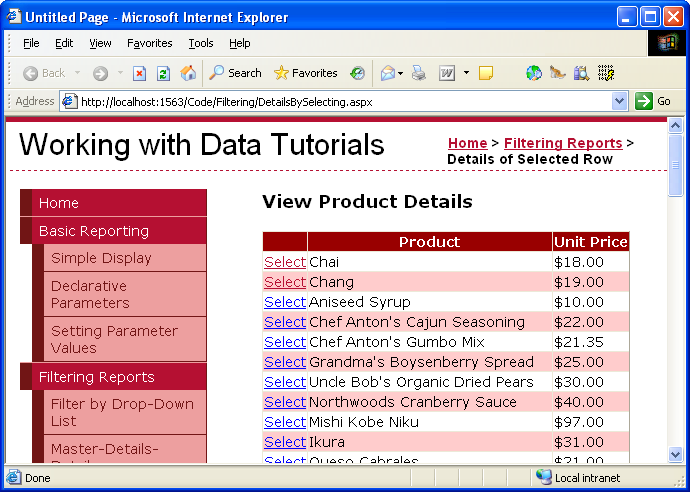 Untitled Page - Microsoft Internet Explorer
File Edit View Favorites Tools Help
Back Search Favorites
Address http://localhost:1563/Code/Filtering/DetailsBySelecting.aspx Go
Working with Data Tutorials
Home > Filtering Reports >
Details of Selected Row
Home
Basic Reporting
Simple Display
Declarative
Parameters
Setting Parameter
Values
Filtering Reports
Filter by Drop-Down
List
Master-Details-
View Product Details
Product Unit Price
Select Chai $18.00
Select Chang $19.00
Select Aniseed Syrup $10.00
Select Chef Anton's Cajun Seasoning $22.00
Select Chef Anton's Gumbo Mix $21.35
Select Grandma's Boysenberry Spread $25.00
Select Uncle Bob's Organic Dried Pears $30.00
Select Northwoods Cranberry Sauce $40.00
Select Mishi Kobe Niku $97.00
Select Ikura $31.00
Select Queso Cabrales $21.00
Done Local intranet